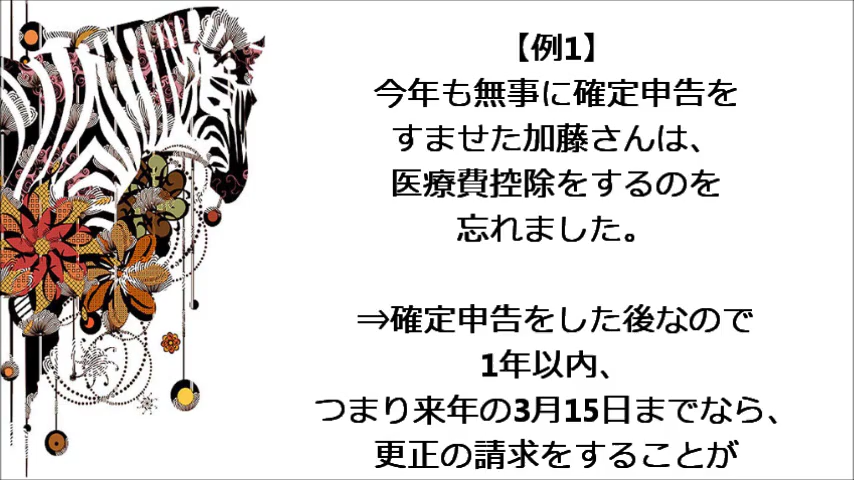 【例1】
今年も無事に確定申告を
すませた加藤さんは、
医療費控除をするのを
忘れました。
⇒確定申告をした後なので
1年以内、
つまり来年の3月15日までなら、
更正の請求をすることが